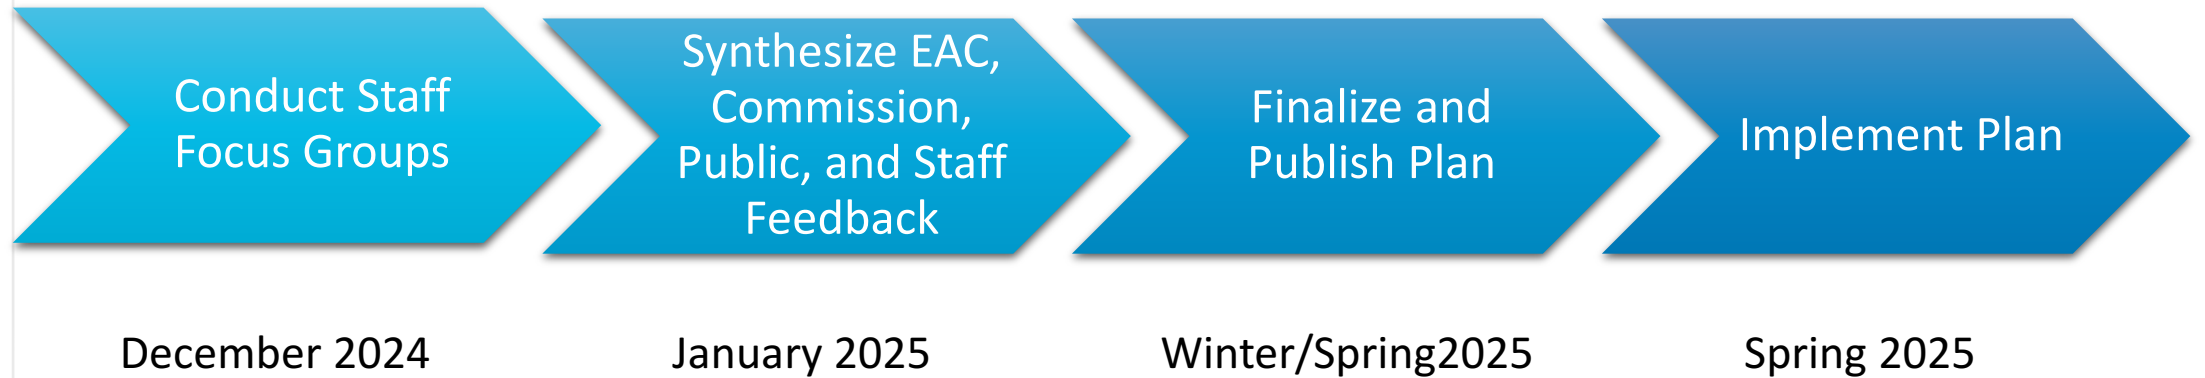 Conduct Staff
Focus Groups
Synthesize EAC,
Commission,
Public, and Staff
Feedback
Finalize and
Publish Plan
Implement Plan
December 2024
January 2025
Winter/Spring2025
Spring 2025